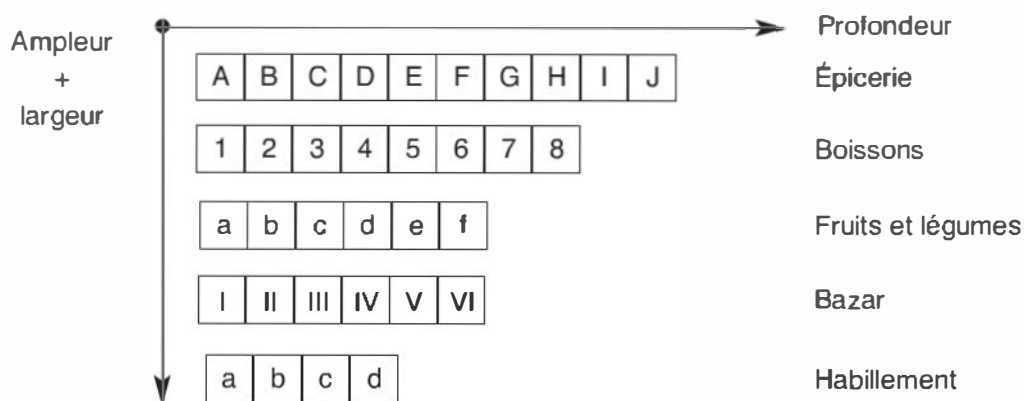 Ampleur
+
largeur
Profondeur
A B C D E F G H I J
Épicerie
1 2 3 4 5 6 7 8
Boissons
a b c d e f
Fruits et légumes
I II III IV V VI
Bazar
a b c d
Habillement